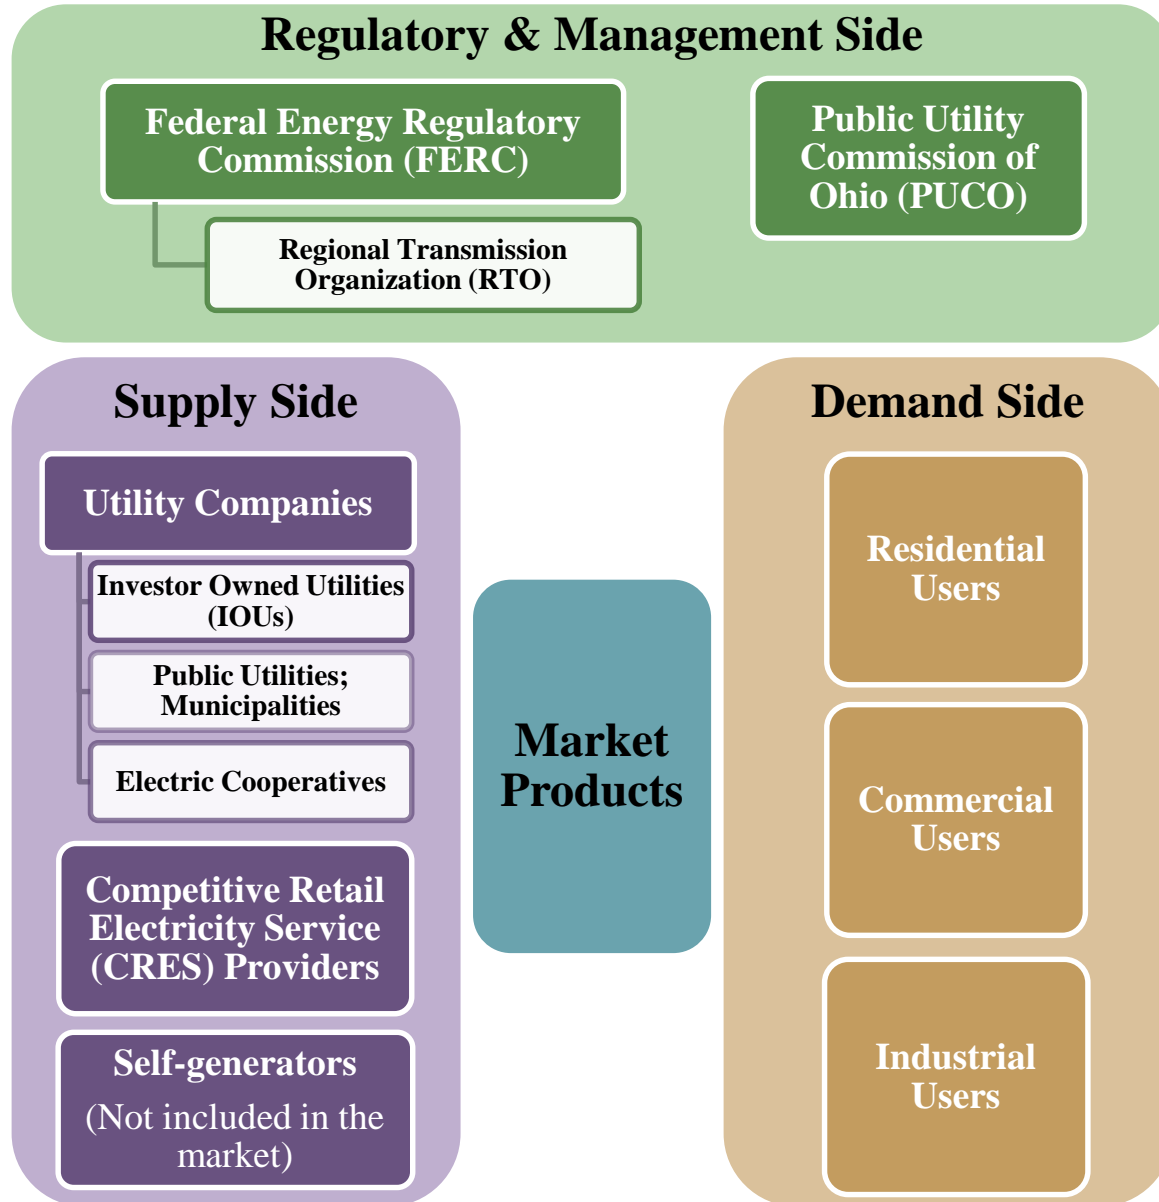 Regulatory & Management Side
Federal Energy Regulatory
Commission (FERC)
Regional Transmission
Organization (RTO)
Public Utility
Commission of
Ohio (PUCO)
Supply Side
Utility Companies
Investor Owned Utilities
(IOUs)
Public Utilities;
Municipalities
Electric Cooperatives
Competitive Retail
Electricity Service
(CRES) Providers
Self-generators
(Not included in the
market)
Market
Products
Demand Side
Residential
Users
Commercial
Users
Industrial
Users